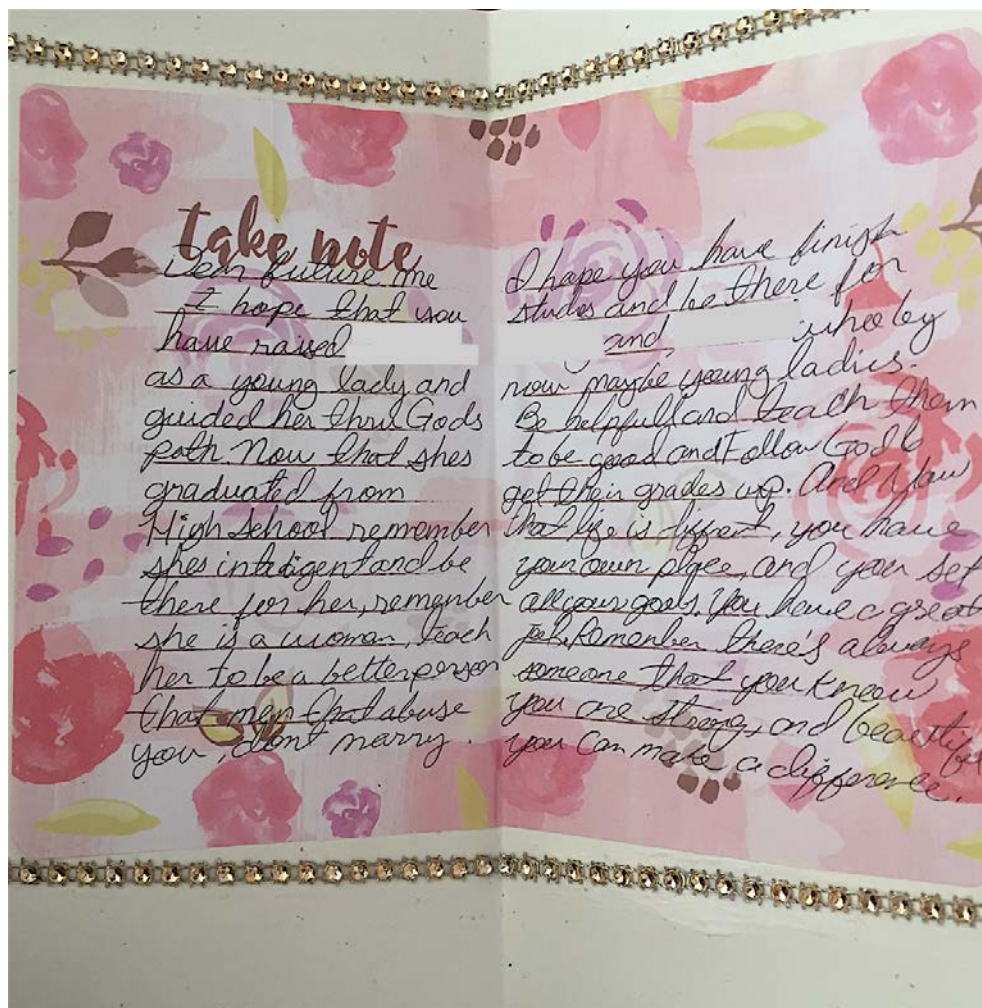 take note
Dear future me
I hope that you
have raised
as a young lady and
guided her thru Gods
path. Now that shes
graduated from
High school remember
shes inteligent and be
there for her, remember
she is a woman, teach
her to be a better person
that men that abuse
you, dont marry.
I hope you have finish
studies and be there for
and who by
now maybe young ladies.
Be helpfull and teach them
to be good and Follow God &
get their grades up. And
that life is diffrent, you have
your own place, and you set
all your goals. You have a great
job. Remember there's always
someone that you know
you are strong, and beautiful
you can make a difference.